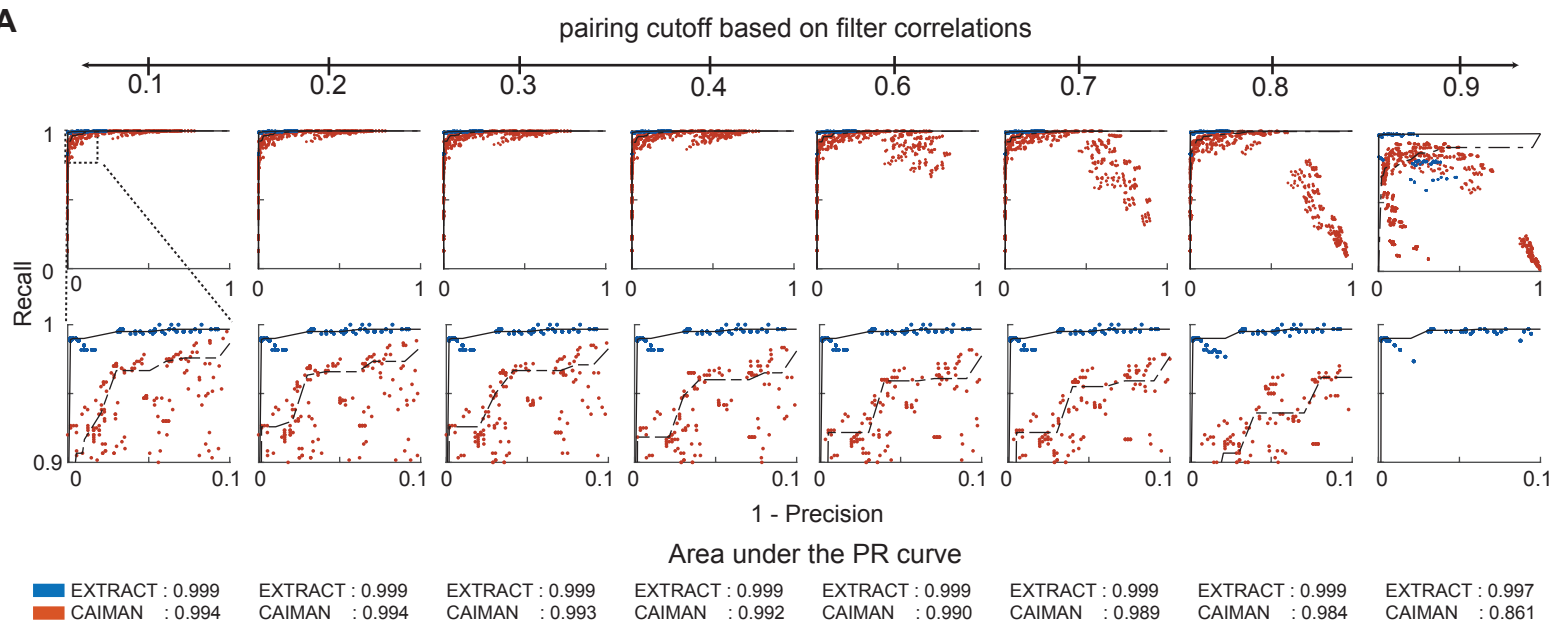 A
pairing cutoff based on filter correlations
0.1 0.2 0.3 0.4 0.6 0.7 0.8 0.9
1
0
Recall
0 1 0 1 0 1 0 1 0 1 0 1 0 1 0 1
1
0.9
0 0.1 0 0.1 0 0.1 0 0.1 0 0.1 0 0.1 0 0.1 0 0.1
1 - Precision
Area under the PR curve
EXTRACT : 0.999 EXTRACT : 0.999 EXTRACT : 0.999 EXTRACT : 0.999 EXTRACT : 0.999 EXTRACT : 0.999 EXTRACT : 0.999 EXTRACT : 0.997
CAIMAN : 0.994 CAIMAN : 0.994 CAIMAN : 0.993 CAIMAN : 0.992 CAIMAN : 0.990 CAIMAN : 0.989 CAIMAN : 0.984 CAIMAN : 0.861